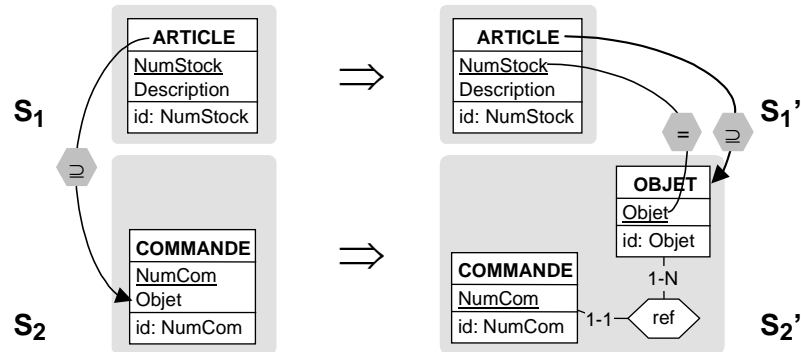 ARTICLE
NumStock
Description
id: NumStock
S1
⊇
COMMANDE
NumCom
Objet
id: NumCom
S2
⇒
⇒
ARTICLE
NumStock
Description
id: NumStock
S1’
=
⊇
OBJET
Objet
id: Objet
1-N
COMMANDE
NumCom
id: NumCom
1-1
ref
S2’